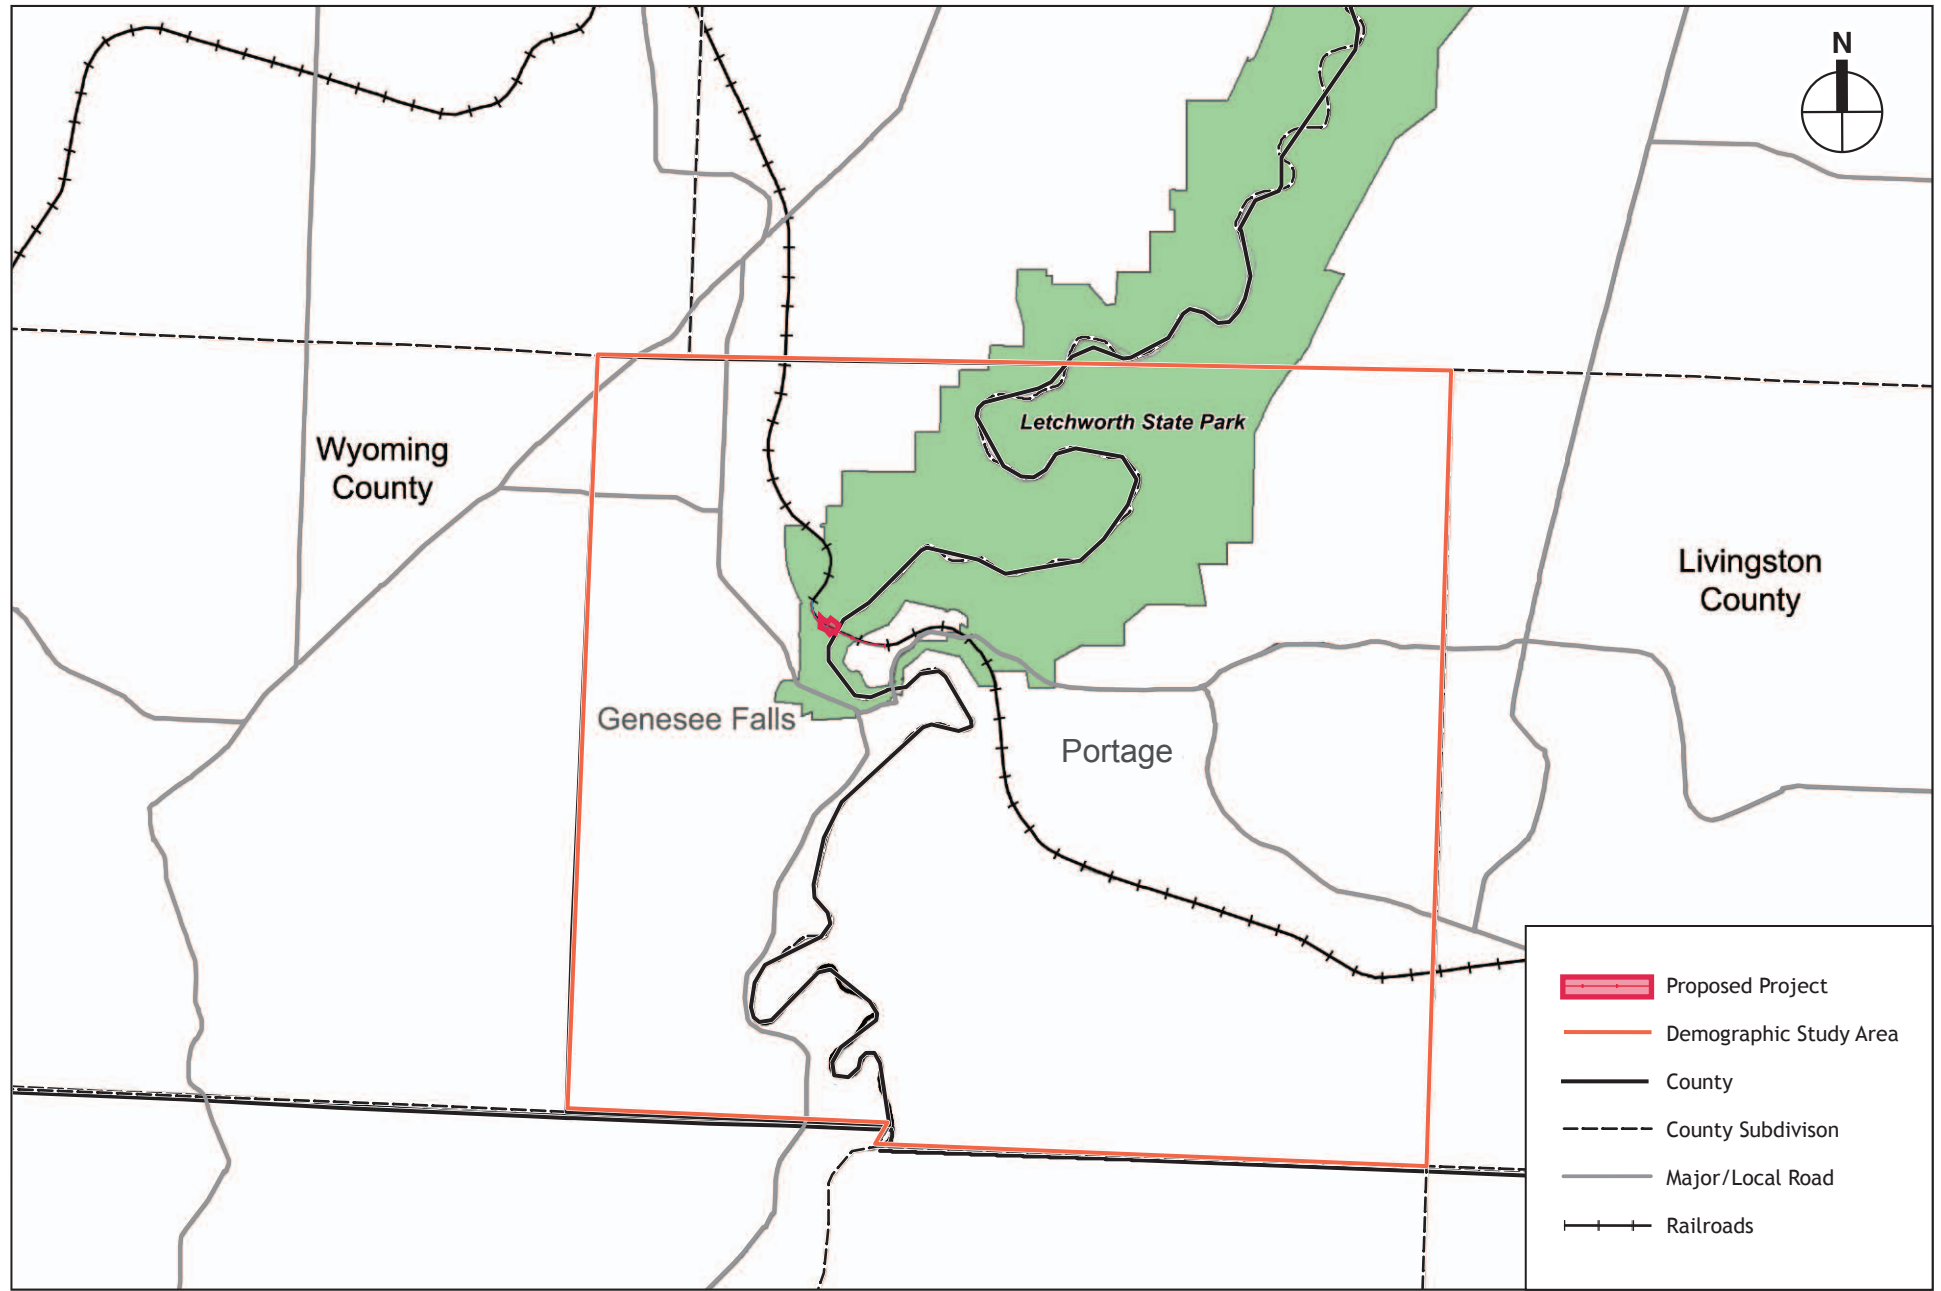 N
Letchworth State Park
Wyoming
County
Livingston
County
Genesee Falls
Portage
Proposed Project
Demographic Study Area
County
County Subdivison
Major/Local Road
Railroads